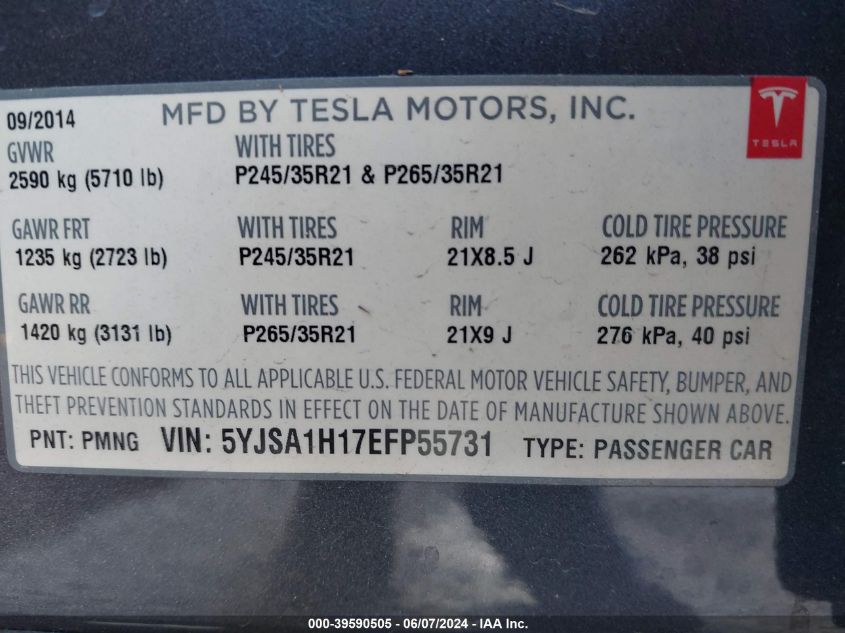 09/2014 MFD BY TESLA MOTORS, INC.
TESLA
GVWR WITH TIRES
2590 kg (5710 lb) P245/35R21 & P265/35R21
GAWR FRT WITH TIRES RIM COLD TIRE PRESSURE
1235 kg (2723 lb) P245/35R21 21X8.5 J 262 kPa, 38 psi
GAWR RR WITH TIRES RIM COLD TIRE PRESSURE
1420 kg (3131 lb) P265/35R21 21X9 J 276 kPa, 40 psi
THIS VEHICLE CONFORMS TO ALL APPLICABLE U.S. FEDERAL MOTOR VEHICLE SAFETY, BUMPER, AND
THEFT PREVENTION STANDARDS IN EFFECT ON THE DATE OF MANUFACTURE SHOWN ABOVE.
PNT: PMNG VIN: 5YJSA1H17EFP55731 TYPE: PASSENGER CAR
000-39590505 - 06/07/2024 - IAA Inc.